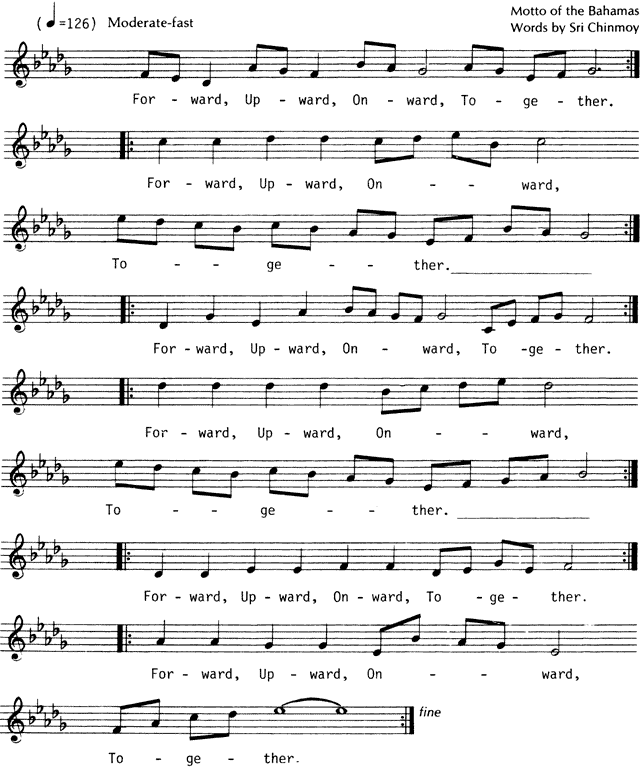 (♩=126) Moderate-fast
Motto of the Bahamas
Words by Sri Chinmoy
For - ward, Up - ward, On - ward, To - ge - ther.
For - ward, Up - ward, On - - ward,
To - - ge - - ther.
For - ward, Up - ward, On - ward, To - ge - ther.
For - ward, Up - ward, On - - ward,
To - - ge - - ther.
For - ward, Up - ward, On - ward, To - ge - ther.
For - ward, Up - ward, On - - ward,
To - ge - ther.
fine